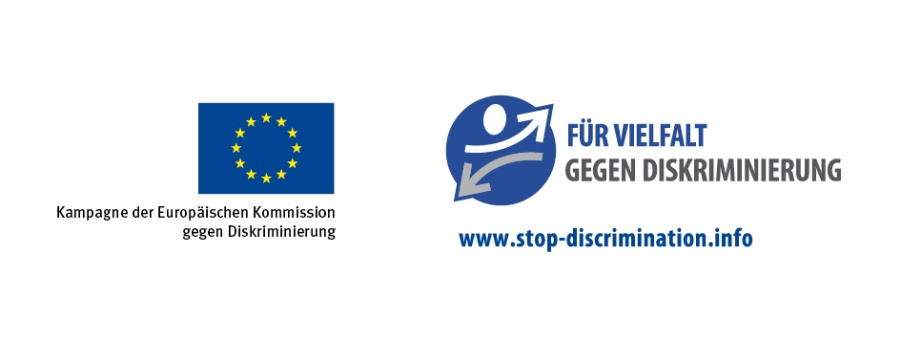 Kampagne der Europäischen Kommission
gegen Diskriminierung
FÜR VIELFALT
GEGEN DISKRIMINIERUNG
www.stop-discrimination.info